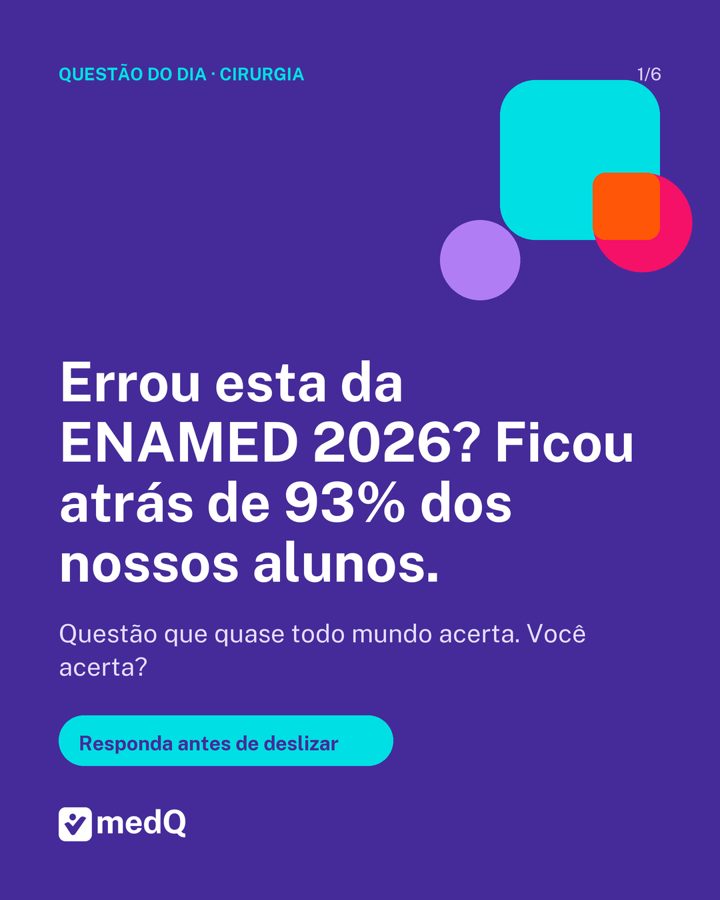 QUESTÃO DO DIA · CIRURGIA
1/6
Errou esta da
ENAMED 2026? Ficou
atrás de 93% dos
nossos alunos.
Questão que quase todo mundo acerta. Você
acerta?
Responda antes de deslizar
medQ